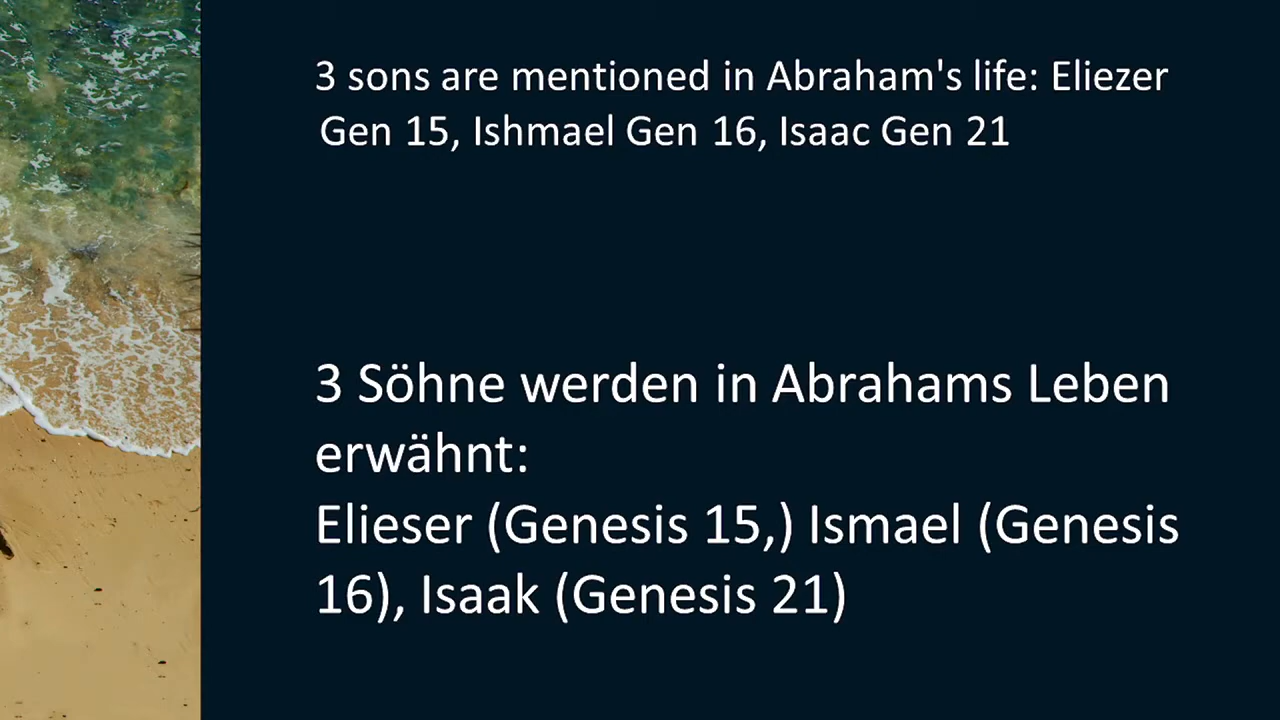 3 sons are mentioned in Abraham's life: Eliezer
Gen 15, Ishmael Gen 16, Isaac Gen 21
3 Söhne werden in Abrahams Leben
erwähnt:
Elieser (Genesis 15,) Ismael (Genesis
16), Isaak (Genesis 21)